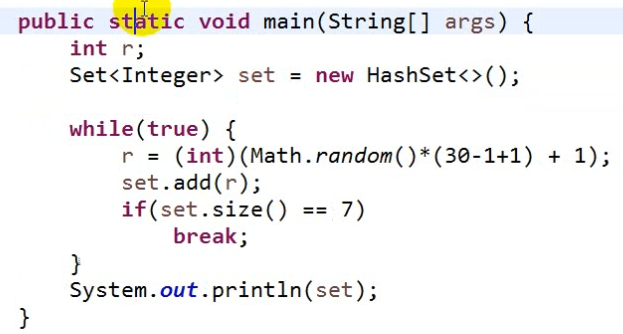 public static void main(String[] args) {
int r;
Set<Integer> set = new HashSet<>();
while(true) {
r = (int)(Math.random()*(30-1+1) + 1);
set.add(r);
if(set.size() == 7)
break;
}
System.out.println(set);
}